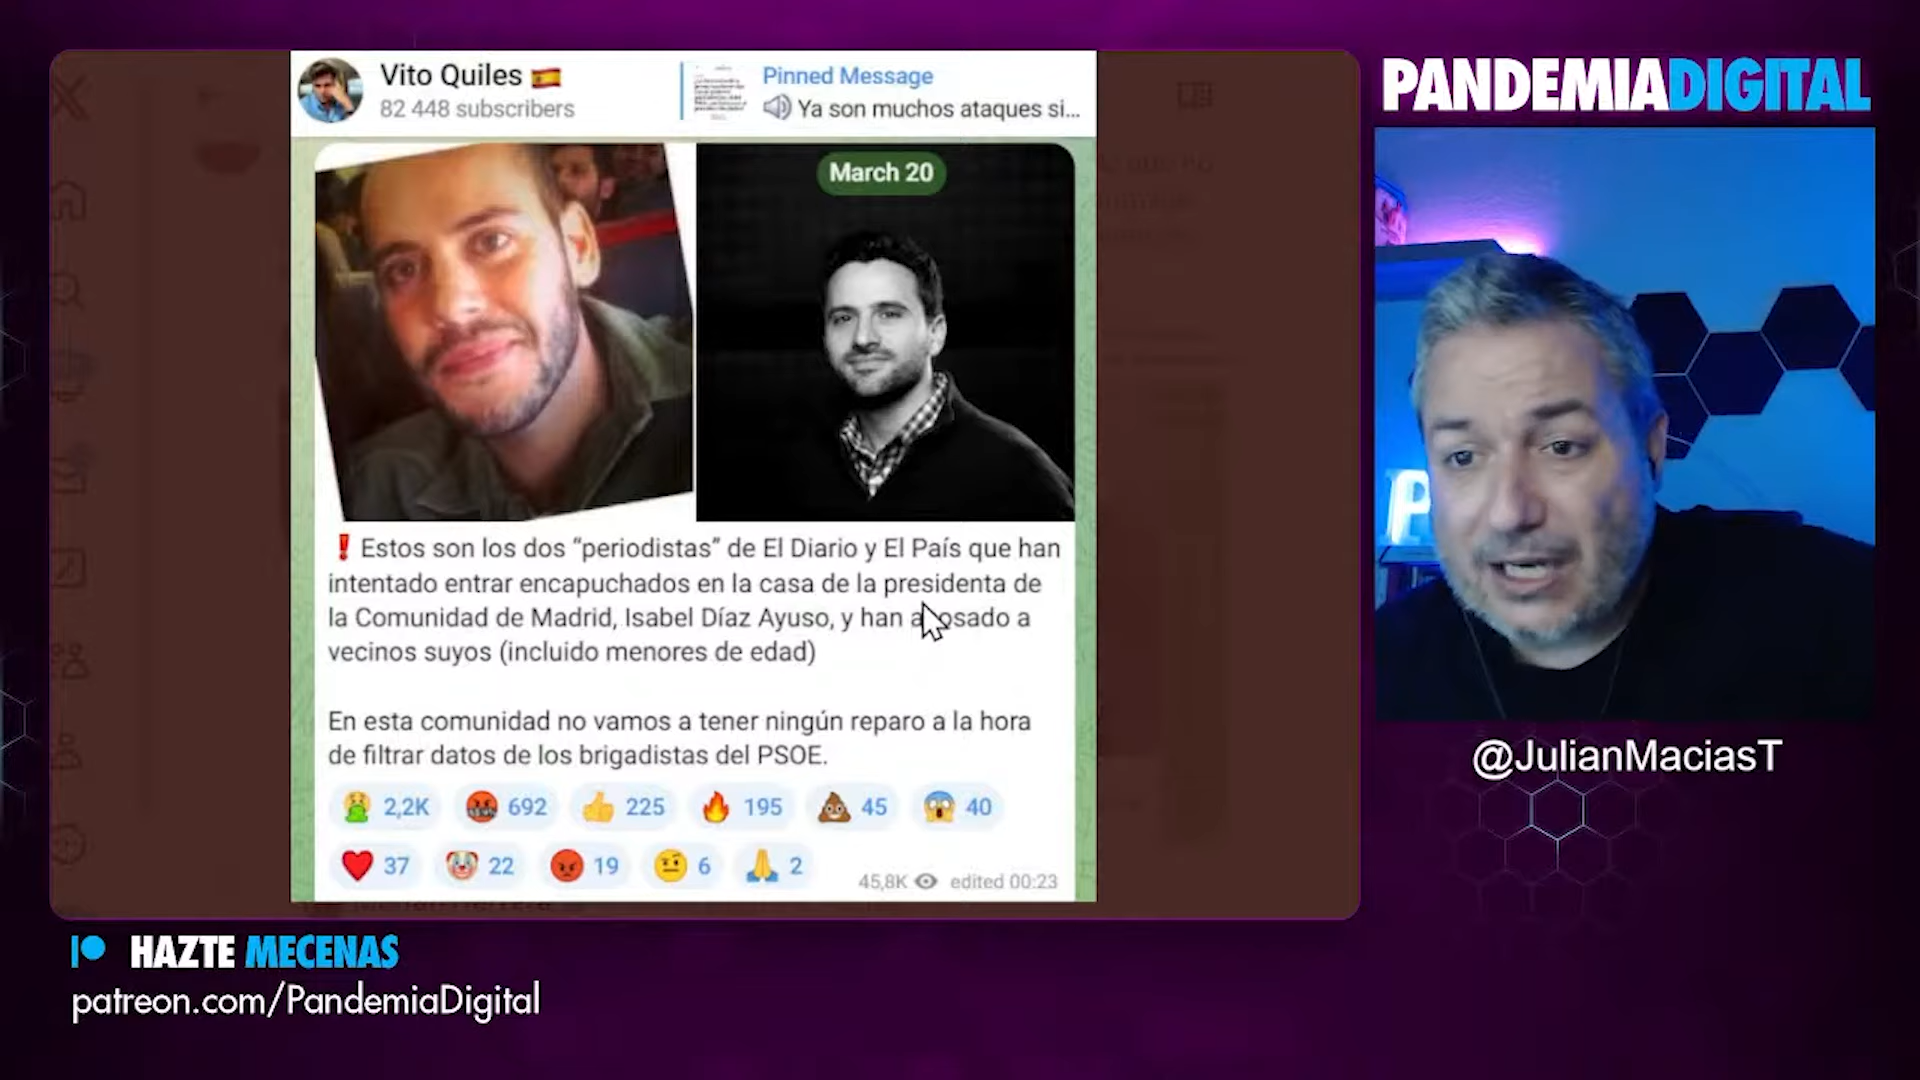 Vito Quiles 🇪🇸
82 448 subscribers
Pinned Message
Ya son muchos ataques si...
March 20
❗ Estos son los dos “periodistas” de El Diario y El País que han
intentado entrar encapuchados en la casa de la presidenta de
la Comunidad de Madrid, Isabel Díaz Ayuso, y han acosado a
vecinos suyos (incluido menores de edad)
En esta comunidad no vamos a tener ningún reparo a la hora
de filtrar datos de los brigadistas del PSOE.
🤮 2,2K 🤬 692 👍 225 🔥 195 💩 45 😱 40
❤️ 37 🤡 22 😡 19 🤨 6 🙏 2
45,8K edited 00:23
PANDEMIADIGITAL
P
@JulianMaciasT
HAZTE MECENAS
patreon.com/PandemiaDigital